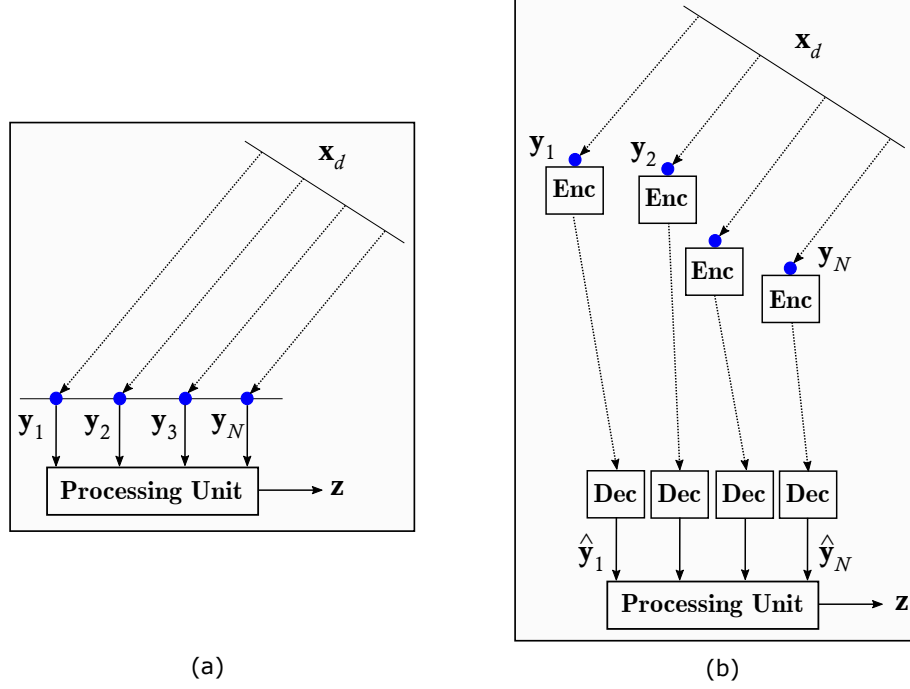 x_d
y_1 y_2 y_3 y_N
Processing Unit z
(a)
x_d
y_1 y_2
Enc Enc
y_N
Enc Enc
Dec Dec Dec Dec
ŷ_1 ŷ_N
Processing Unit z
(b)